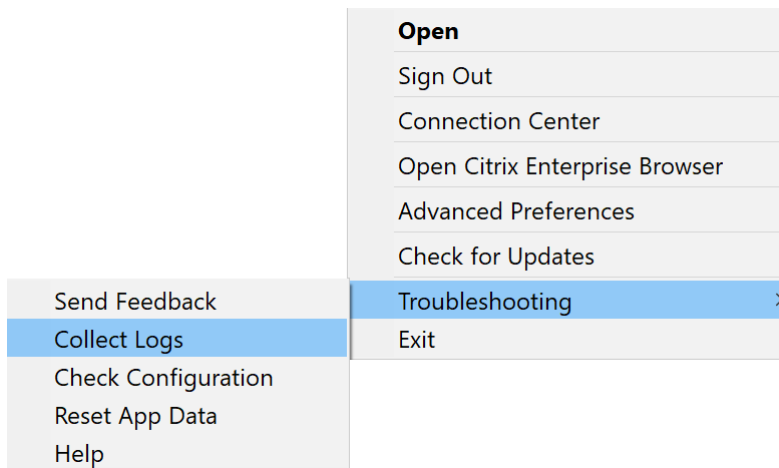 Open
Sign Out
Connection Center
Open Citrix Enterprise Browser
Advanced Preferences
Check for Updates
Troubleshooting
Exit
Send Feedback
Collect Logs
Check Configuration
Reset App Data
Help